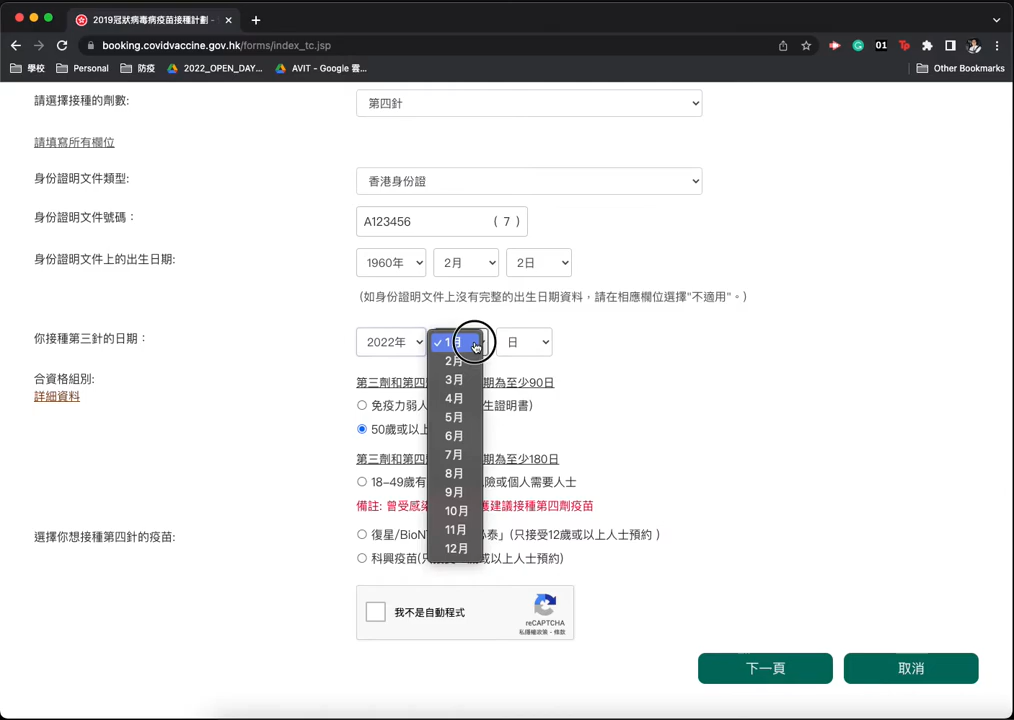 2019冠狀病毒病疫苗接種計劃 -
booking.covidvaccine.gov.hk/forms/index_tc.jsp
01
學校 Personal 防疫 2022_OPEN_DAY... AVIT - Google 雲... Other Bookmarks
請選擇接種的劑數: 第四針
請填寫所有欄位
身份證明文件類型: 香港身份證
身份證明文件號碼： A123456 ( 7 )
身份證明文件上的出生日期: 1960年 2月 2日
(如身份證明文件上沒有完整的出生日期資料，請在相應欄位選擇"不適用"。)
你接種第三針的日期： 2022年 1月 日
2月
3月
4月
5月
6月
7月
8月
9月
10月
11月
12月
合資格組別:
詳細資料
第三劑和第四 期為至少90日
免疫力弱人 生證明書)
50歲或以上
第三劑和第四 期為至少180日
18–49歲有 險或個人需要人士
備註: 曾受感 建議接種第四劑疫苗
選擇你想接種第四針的疫苗: 復星/BioN 泰」(只接受12歲或以上人士預約 )
科興疫苗( 或以上人士預約)
我不是自動程式
reCAPTCHA
私隱權政策 - 條款
下一頁 取消